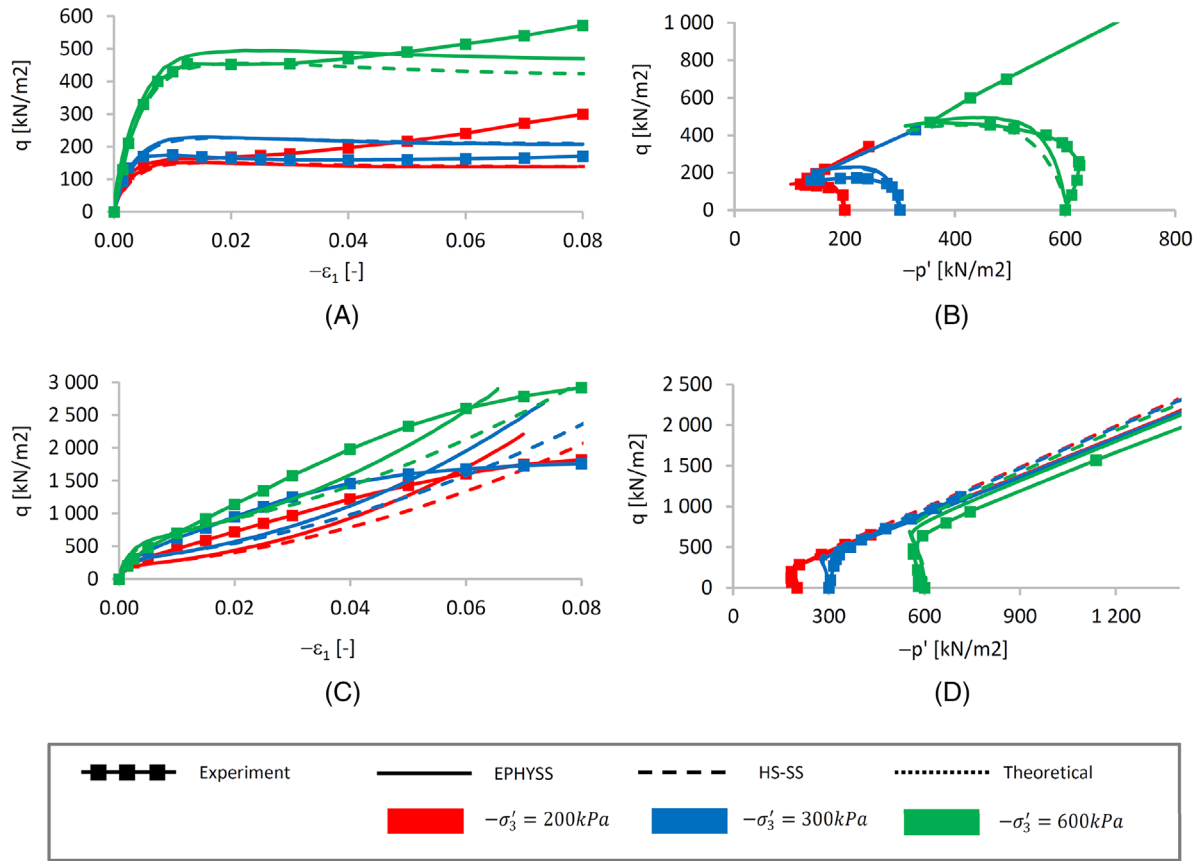 q [kN/m2]
600
500
400
300
200
100
0
0.00 0.02 0.04 0.06 0.08
−ε1 [-]
(A)
q [kN/m2]
1 000
800
600
400
200
0
0 200 400 600 800
−p' [kN/m2]
(B)
q [kN/m2]
3 000
2 500
2 000
1 500
1 000
500
0
0.00 0.02 0.04 0.06 0.08
−ε1 [-]
(C)
q [kN/m2]
2 500
2 000
1 500
1 000
500
0
0 300 600 900 1 200
−p' [kN/m2]
(D)
Experiment EPHYSS HS-SS Theoretical
−σ′3 = 200kPa −σ′3 = 300kPa −σ′3 = 600kPa